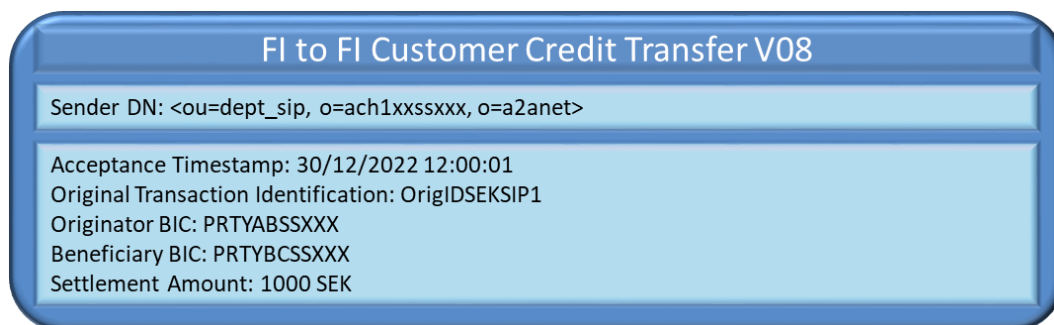 FI to FI Customer Credit Transfer V08
Sender DN: <ou=dept_sip, o=ach1xxssxxx, o=a2anet>
Acceptance Timestamp: 30/12/2022 12:00:01
Original Transaction Identification: OrigIDSEKSIP1
Originator BIC: PRTYABSSXXX
Beneficiary BIC: PRTYBCSSXXX
Settlement Amount: 1000 SEK